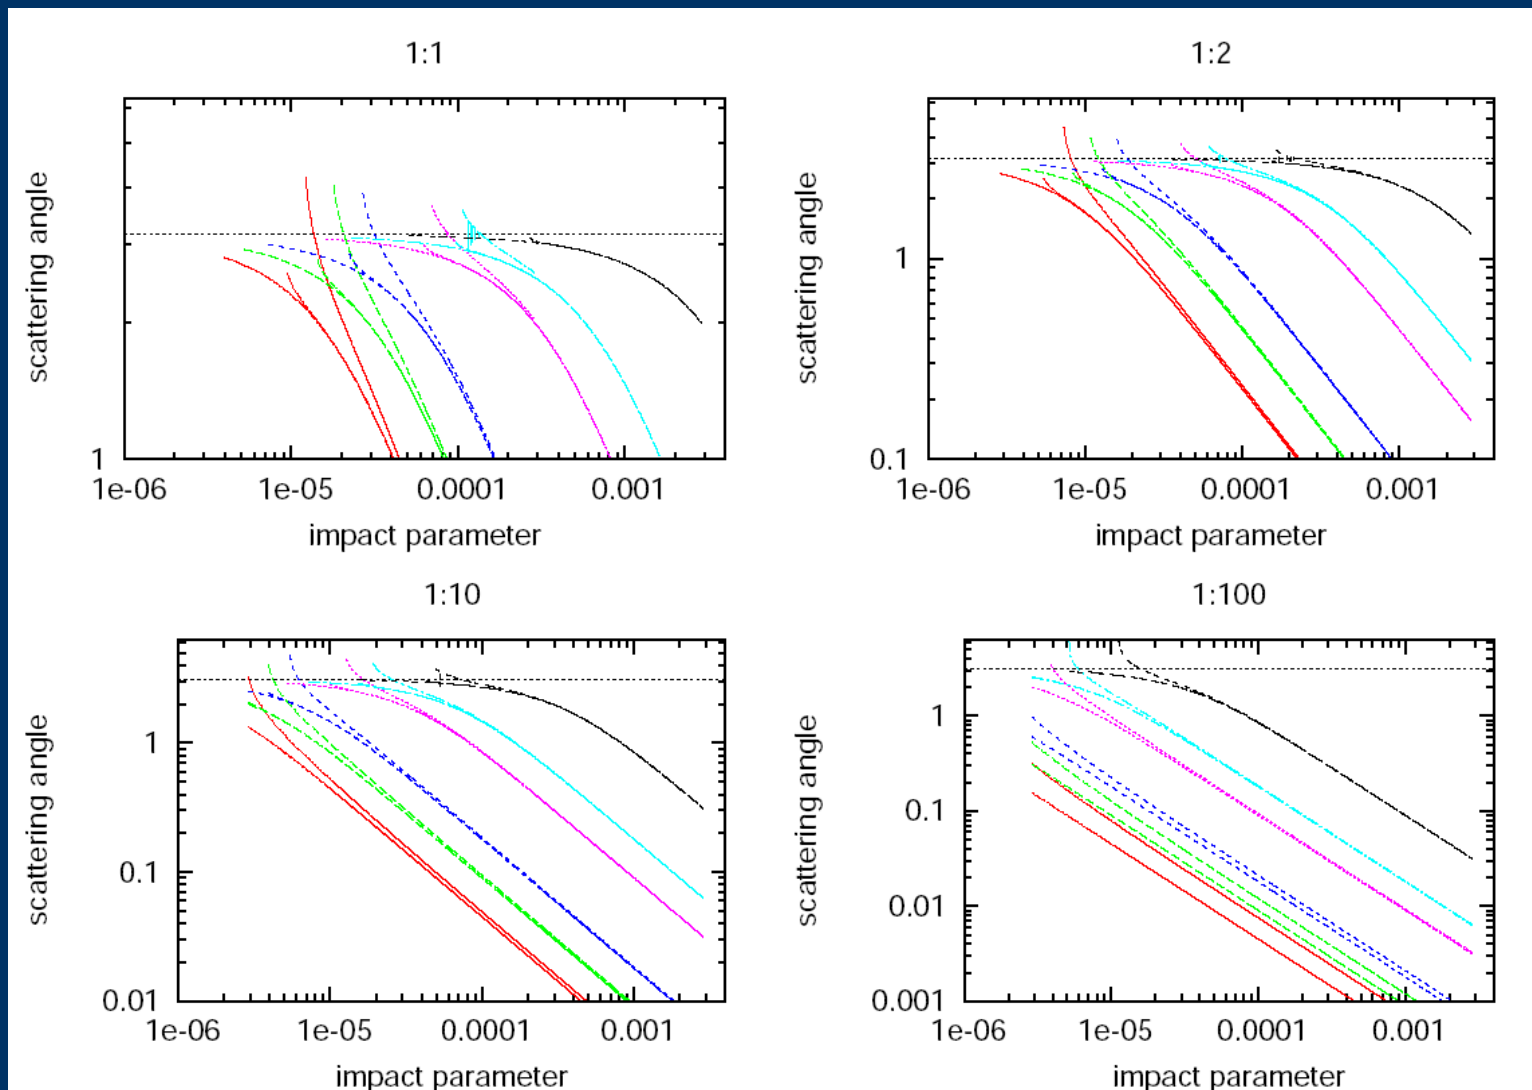 1:1
scattering angle
1
1e-06 1e-05 0.0001 0.001
impact parameter
1:2
scattering angle
1
0.1
1e-06 1e-05 0.0001 0.001
impact parameter
1:10
scattering angle
1
0.1
0.01
1e-06 1e-05 0.0001 0.001
impact parameter
1:100
scattering angle
1
0.1
0.01
0.001
1e-06 1e-05 0.0001 0.001
impact parameter